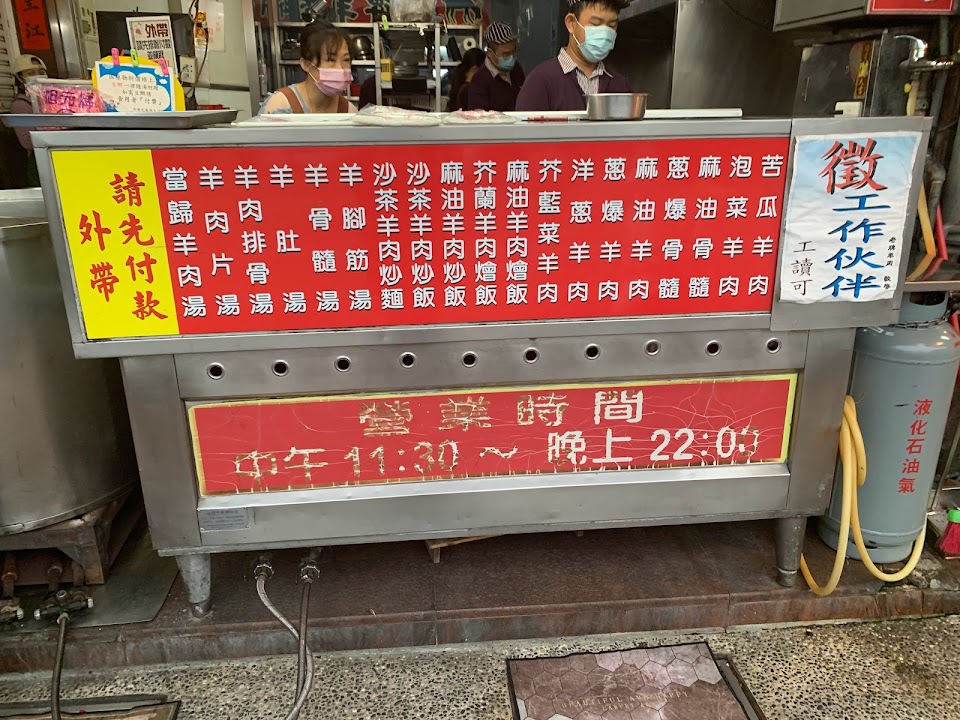 外帶
請先付款
當歸羊肉湯
羊肉片湯
羊肉排骨湯
羊肚湯
羊骨髓湯
羊腳筋湯
沙茶羊肉炒麵
沙茶羊肉炒飯
麻油羊肉炒飯
芥蘭羊肉燴飯
麻油羊肉燴飯
芥藍菜羊肉
洋蔥羊肉
蔥爆羊肉
麻油羊肉
蔥爆骨髓
麻油骨髓
泡菜羊肉
苦瓜羊肉
徵工作伙伴
工讀可
敬啓
營業時間
中午 11:30 ~ 晚上 22:00
液化石油氣